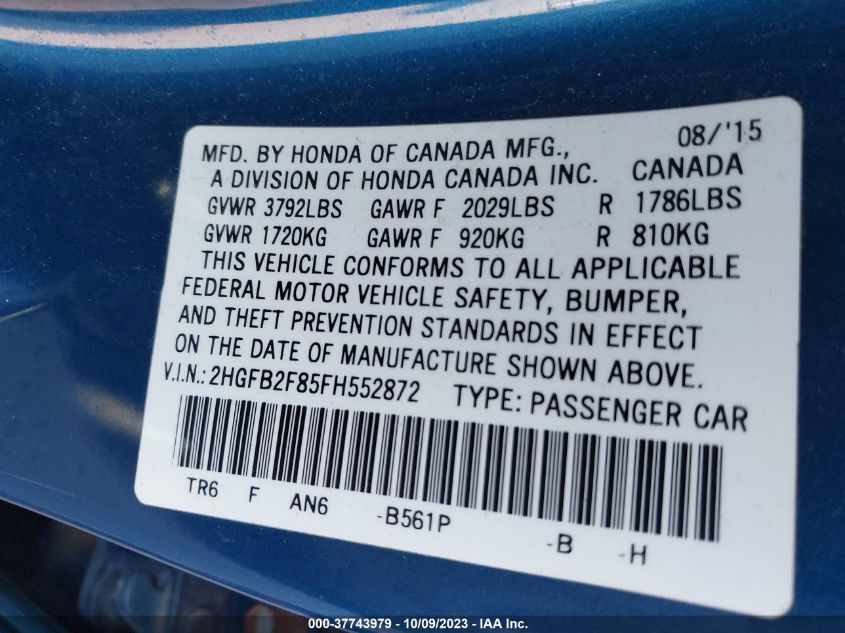 08/'15
MFD. BY HONDA OF CANADA MFG.,
A DIVISION OF HONDA CANADA INC. CANADA
GVWR 3792LBS GAWR F 2029LBS R 1786LBS
GVWR 1720KG GAWR F 920KG R 810KG
THIS VEHICLE CONFORMS TO ALL APPLICABLE
FEDERAL MOTOR VEHICLE SAFETY, BUMPER,
AND THEFT PREVENTION STANDARDS IN EFFECT
ON THE DATE OF MANUFACTURE SHOWN ABOVE.
V.I.N.: 2HGFB2F85FH552872 TYPE: PASSENGER CAR
TR6 F AN6 -B561P -B -H
000-37743979 - 10/09/2023 - IAA Inc.